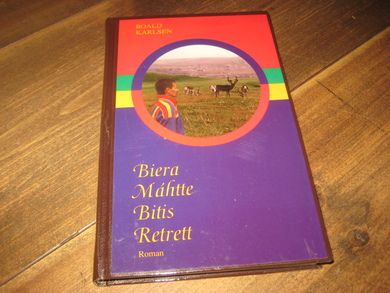 ROALD
KARLSEN
Biera
Máhtte
Bitis
Retrett
Roman